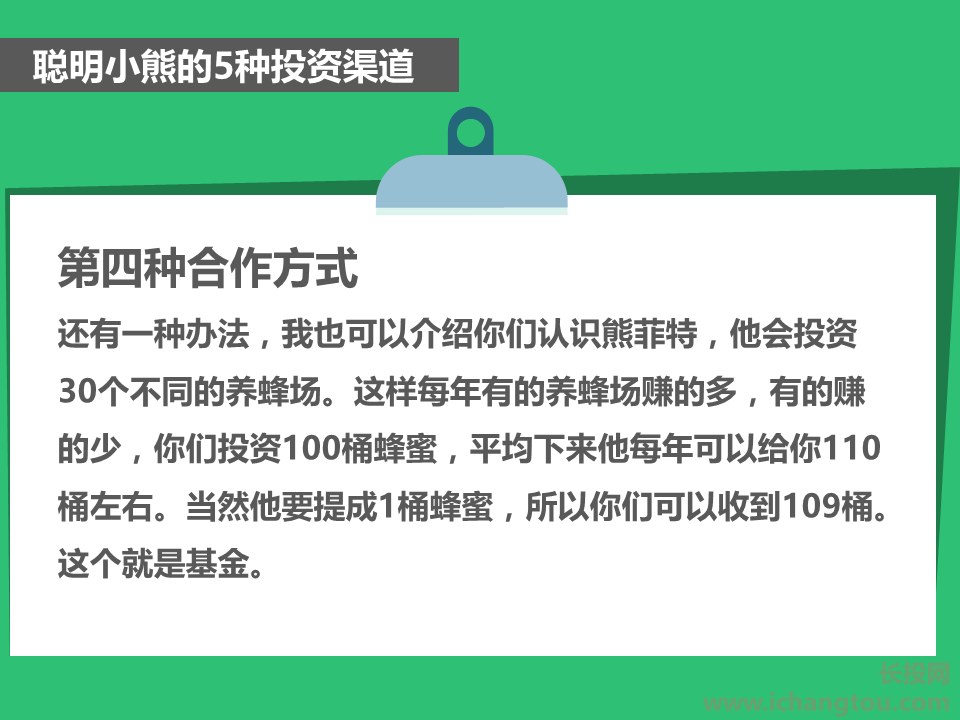 聪明小熊的5种投资渠道
第四种合作方式
还有一种办法，我也可以介绍你们认识熊菲特，他会投资
30个不同的养蜂场。这样每年有的养蜂场赚的多，有的赚
的少，你们投资100桶蜂蜜，平均下来他每年可以给你110
桶左右。当然他要提成1桶蜂蜜，所以你们可以收到109桶。
这个就是基金。
长投网
www.ichangtou.com